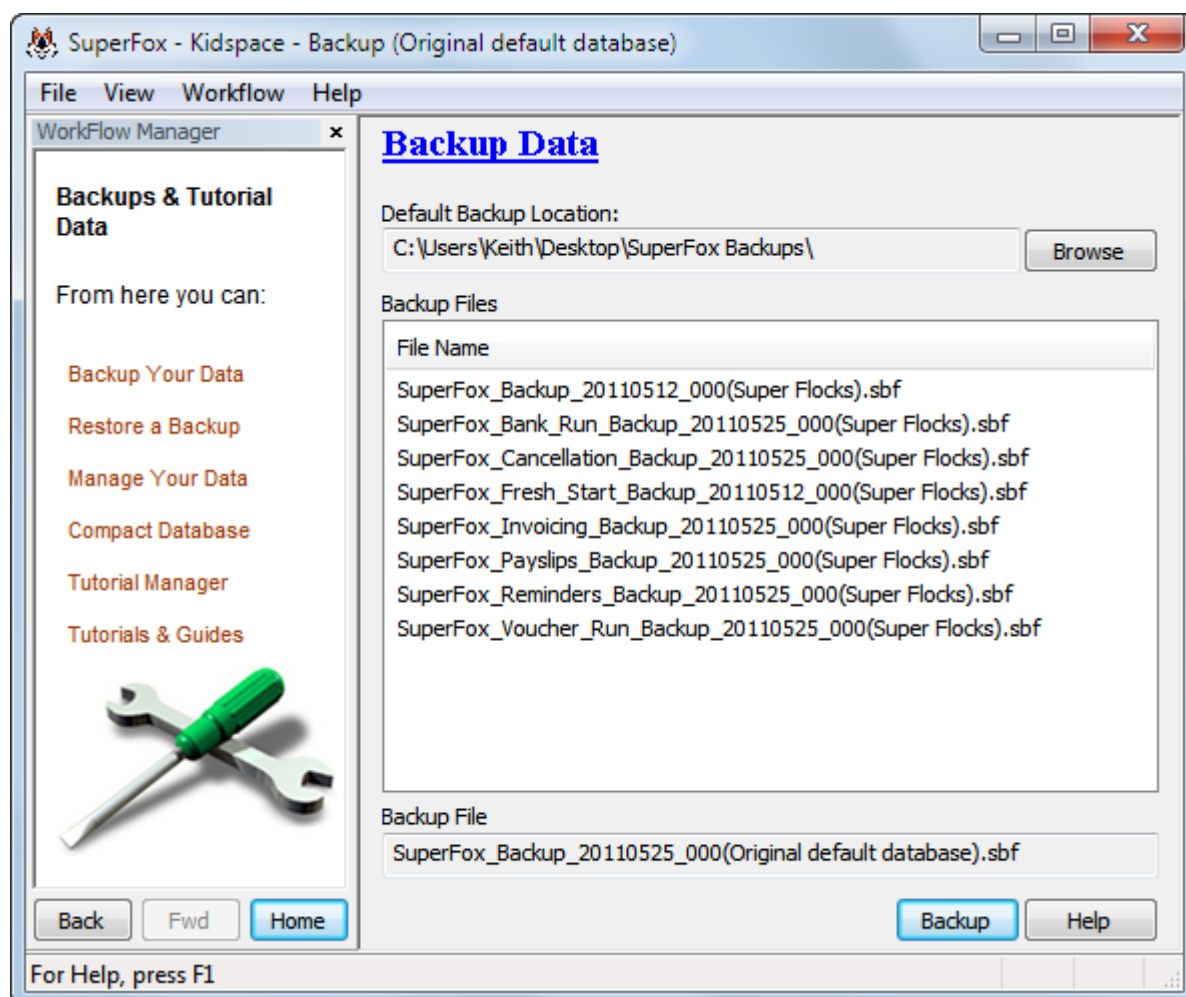 SuperFox - Kidspace - Backup (Original default database)
File View Workflow Help
WorkFlow Manager
Backups & Tutorial
Data
From here you can:
Backup Your Data
Restore a Backup
Manage Your Data
Compact Database
Tutorial Manager
Tutorials & Guides
Back Fwd Home
Backup Data
Default Backup Location:
C:\Users\Keith\Desktop\SuperFox Backups\ Browse
Backup Files
File Name
SuperFox_Backup_20110512_000(Super Flocks).sbf
SuperFox_Bank_Run_Backup_20110525_000(Super Flocks).sbf
SuperFox_Cancellation_Backup_20110525_000(Super Flocks).sbf
SuperFox_Fresh_Start_Backup_20110512_000(Super Flocks).sbf
SuperFox_Invoicing_Backup_20110525_000(Super Flocks).sbf
SuperFox_Payslips_Backup_20110525_000(Super Flocks).sbf
SuperFox_Reminders_Backup_20110525_000(Super Flocks).sbf
SuperFox_Voucher_Run_Backup_20110525_000(Super Flocks).sbf
Backup File
SuperFox_Backup_20110525_000(Original default database).sbf
Backup Help
For Help, press F1